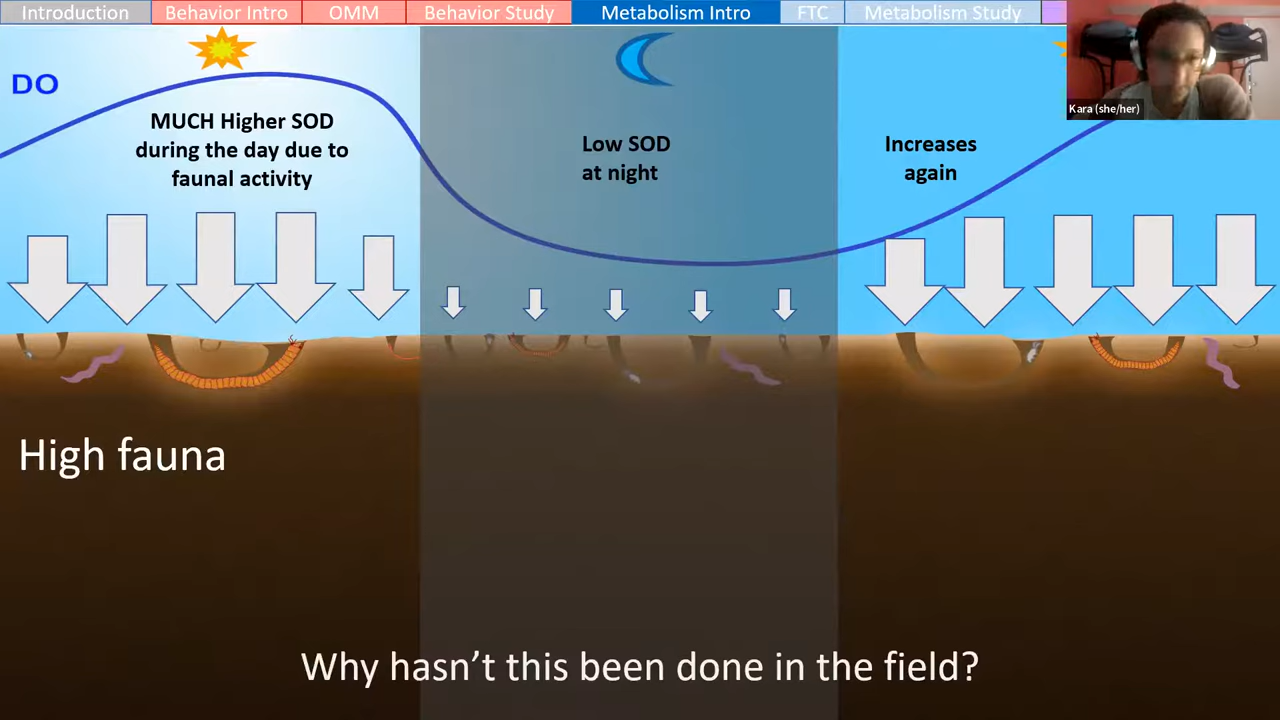 Introduction
Behavior Intro
OMM
Behavior Study
Metabolism Intro
FTC
Metabolism Study
Kara (she/her)
DO
MUCH Higher SOD
during the day due to
faunal activity
Low SOD
at night
Increases
again
High fauna
Why hasn't this been done in the field?